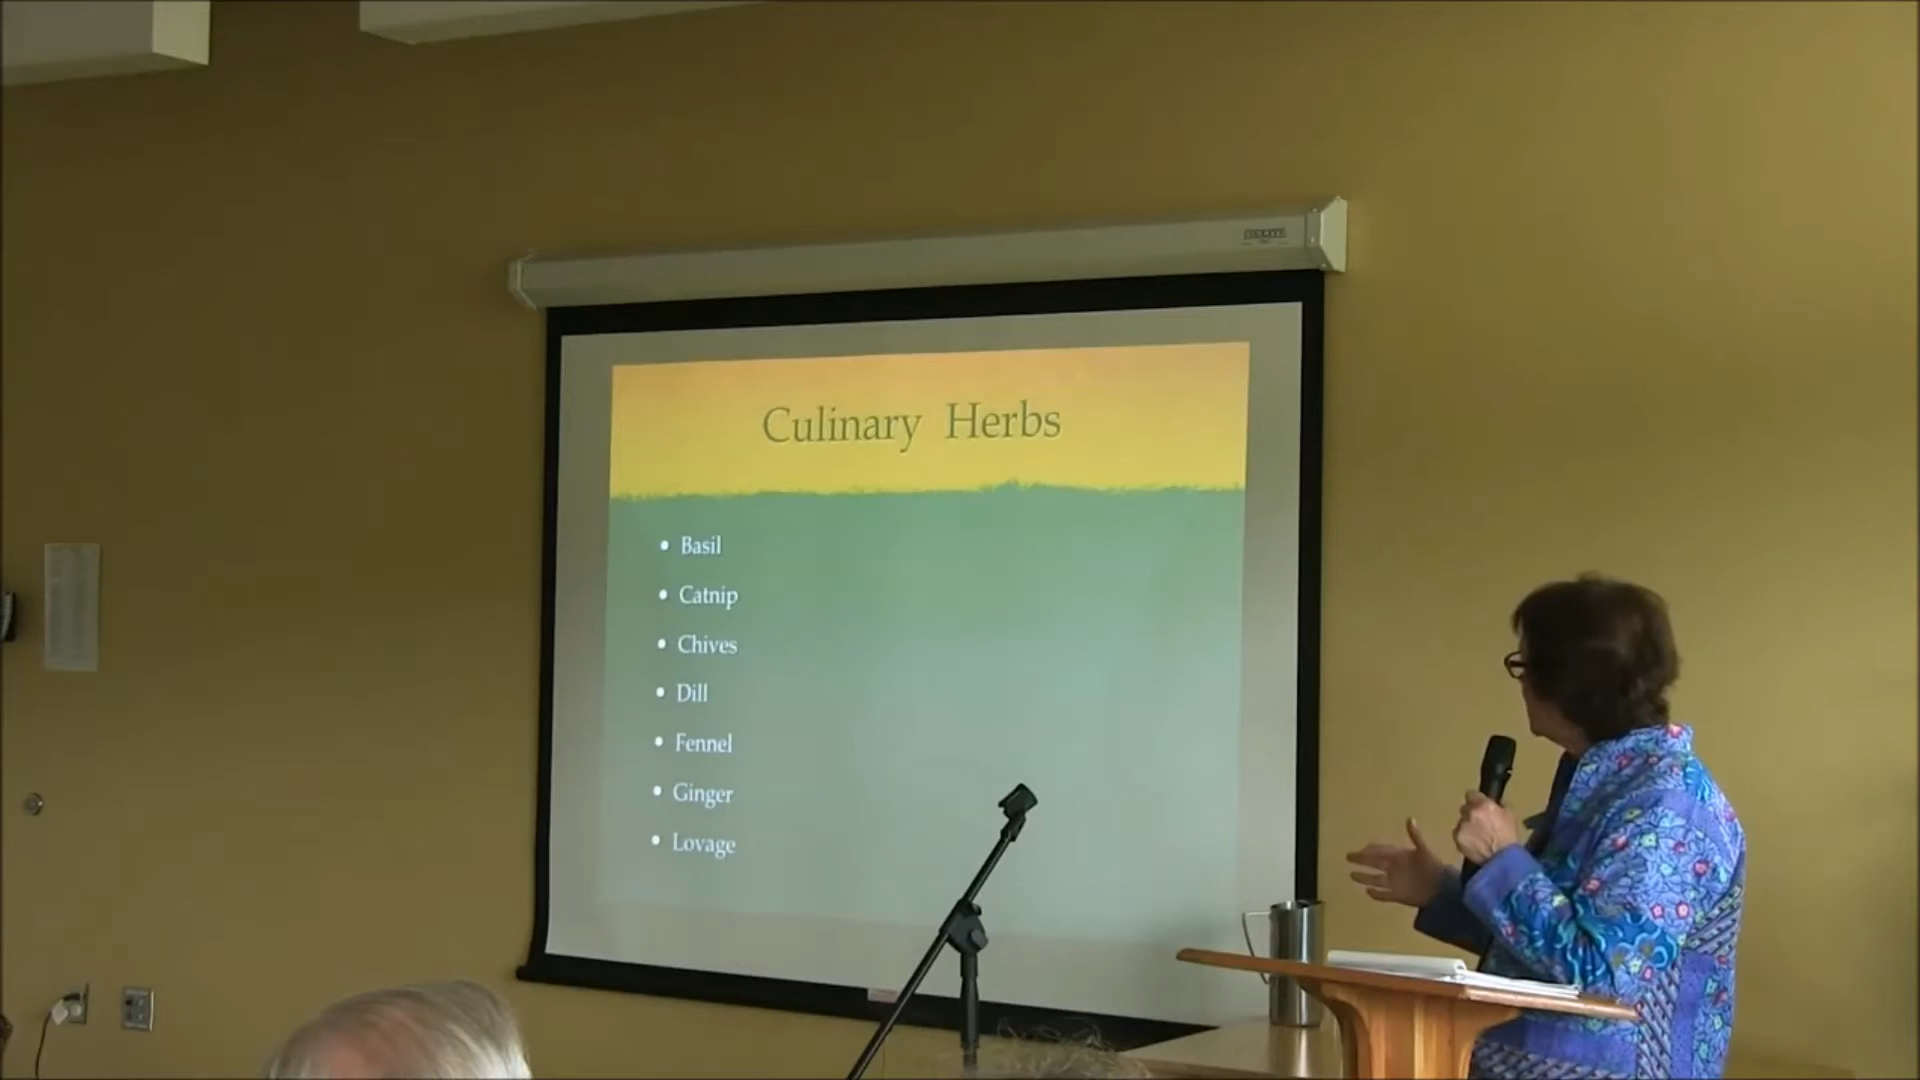 Culinary Herbs
• Basil
• Catnip
• Chives
• Dill
• Fennel
• Ginger
• Lovage